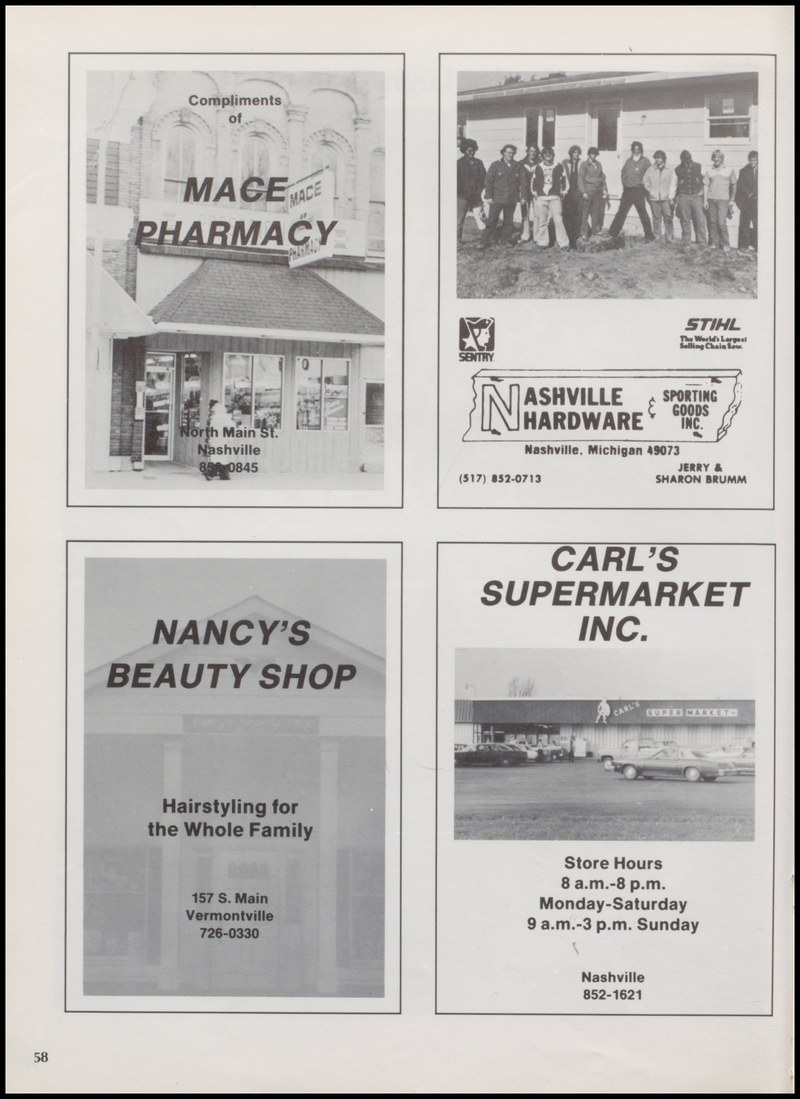 Compliments
of
MACE
PHARMACY
MACE
PHARMACY
North Main St.
Nashville
852-0845
SENTRY
STIHL
The World's Largest
Selling Chain Saw.
NASHVILLE
HARDWARE
&
SPORTING
GOODS
INC.
Nashville, Michigan 49073
(517) 852-0713
JERRY &
SHARON BRUMM
NANCY'S
BEAUTY SHOP
Hairstyling for
the Whole Family
157 S. Main
Vermontville
726-0330
CARL'S
SUPERMARKET
INC.
CARL'S SUPER MARKET
Store Hours
8 a.m.-8 p.m.
Monday-Saturday
9 a.m.-3 p.m. Sunday
Nashville
852-1621
58